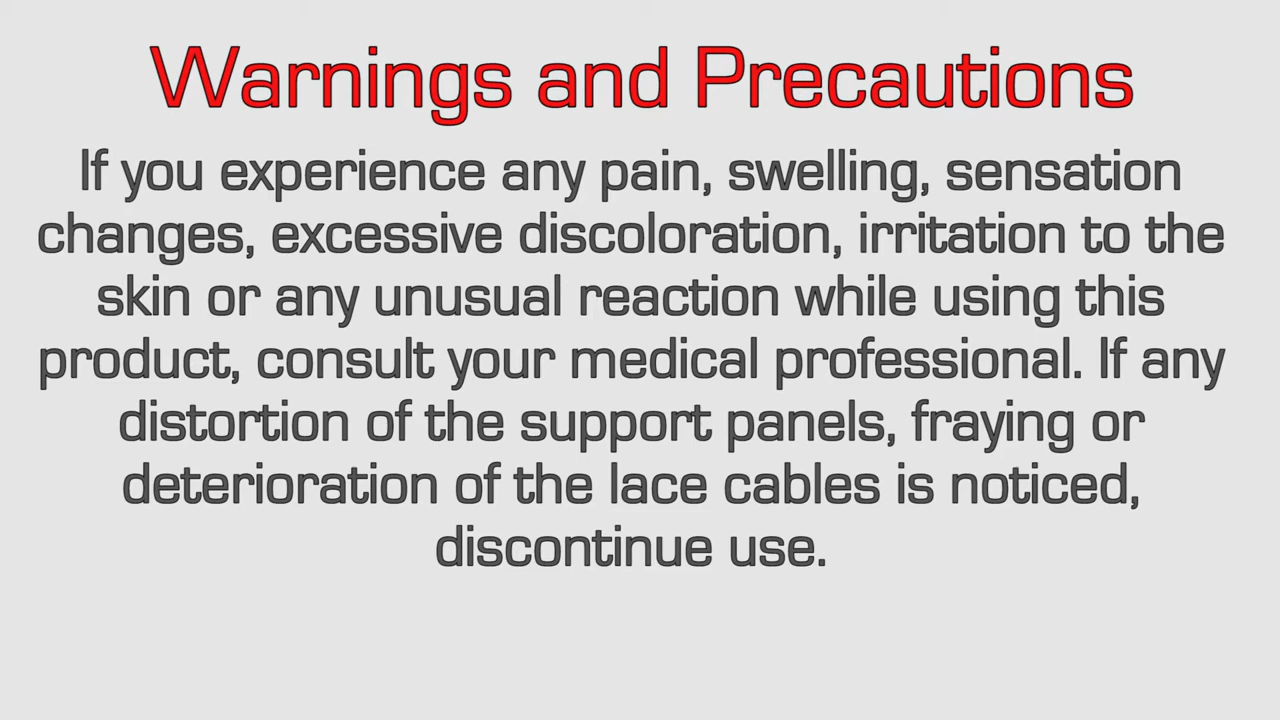 Warnings and Precautions
If you experience any pain, swelling, sensation
changes, excessive discoloration, irritation to the
skin or any unusual reaction while using this
product, consult your medical professional. If any
distortion of the support panels, fraying or
deterioration of the lace cables is noticed,
discontinue use.